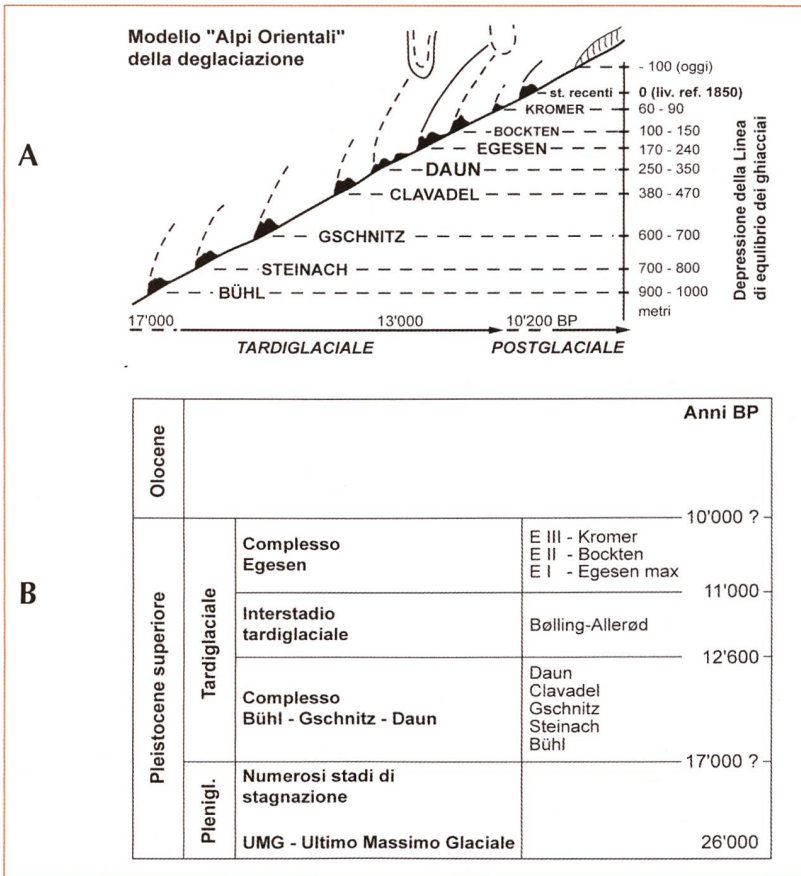 Modello "Alpi Orientali"
della deglaciazione
A
- 100 (oggi)
st. recenti 0 (liv. ref. 1850)
KROMER 60 - 90
BOCKTEN 100 - 150
EGESEN 170 - 240
DAUN 250 - 350
CLAVADEL 380 - 470
GSCHNITZ 600 - 700
STEINACH 700 - 800
BÜHL 900 - 1000
metri
Depressione della Linea
di equlibrio dei ghiacciai
17'000 13'000 10'200 BP
TARDIGLACIALE POSTGLACIALE
B
Anni BP
Olocene
10'000 ?
Pleistocene superiore
Tardiglaciale
Complesso
Egesen
E III - Kromer
E II - Bockten
E I - Egesen max
11'000
Interstadio
tardiglaciale
Bølling-Allerød
12'600
Complesso
Bühl - Gschnitz - Daun
Daun
Clavadel
Gschnitz
Steinach
Bühl
17'000 ?
Plenigl.
Numerosi stadi di
stagnazione
UMG - Ultimo Massimo Glaciale 26'000